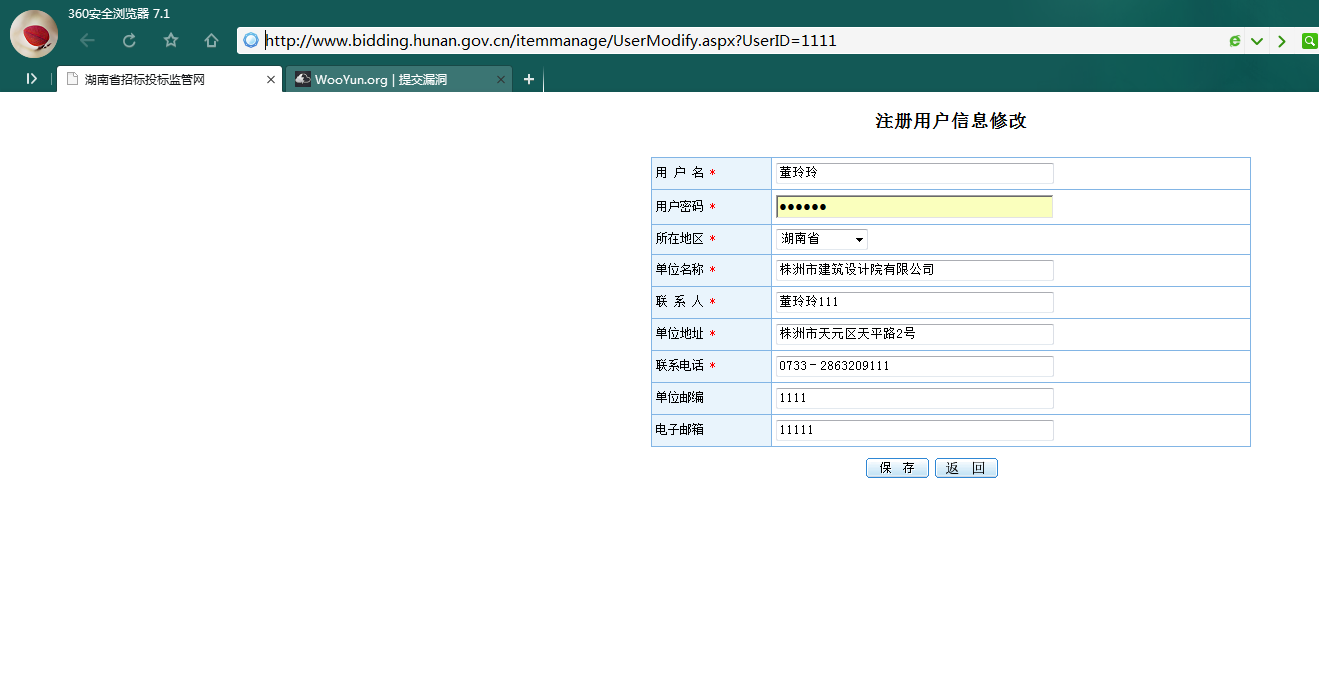 360安全浏览器 7.1
http://www.bidding.hunan.gov.cn/itemmanage/UserModify.aspx?UserID=1111
湖南省招标投标监管网
WooYun.org | 提交漏洞
注册用户信息修改
用 户 名 * 董玲玲
用户密码 * ●●●●●●
所在地区 * 湖南省
单位名称 * 株洲市建筑设计院有限公司
联 系 人 * 董玲玲111
单位地址 * 株洲市天元区天平路2号
联系电话 * 0733－2863209111
单位邮编 1111
电子邮箱 11111
保 存 返 回